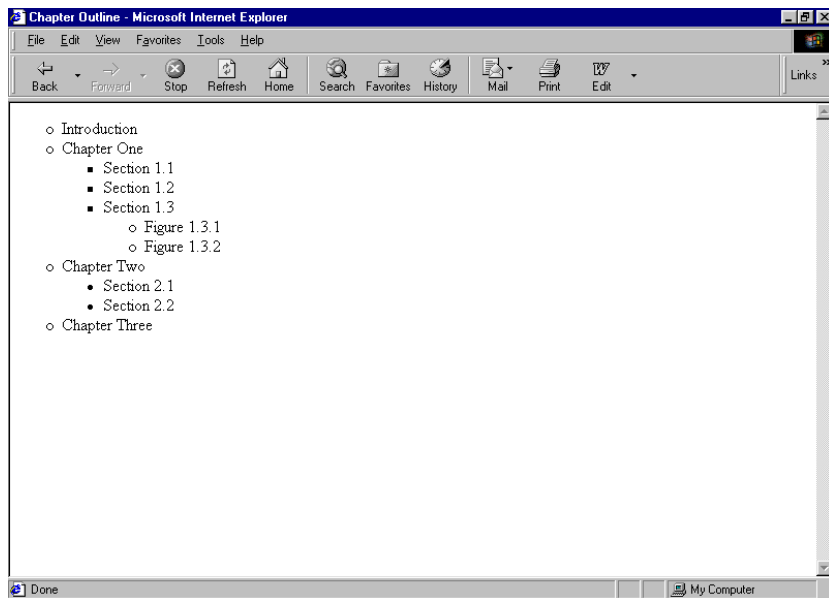 Chapter Outline - Microsoft Internet Explorer
File Edit View Favorites Tools Help
Back Forward Stop Refresh Home Search Favorites History Mail Print Edit Links »
Introduction
Chapter One
Section 1.1
Section 1.2
Section 1.3
Figure 1.3.1
Figure 1.3.2
Chapter Two
Section 2.1
Section 2.2
Chapter Three
Done My Computer